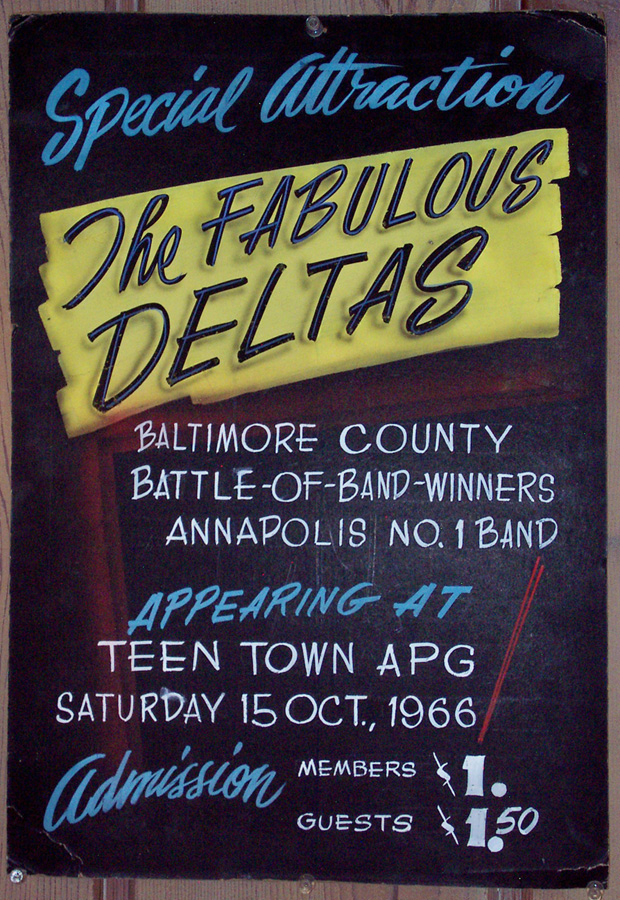 Special Attraction
The FABULOUS
DELTAS
BALTIMORE COUNTY
BATTLE-OF-BAND-WINNERS
ANNAPOLIS NO. 1 BAND
APPEARING AT
TEEN TOWN APG
SATURDAY 15 OCT., 1966
Admission MEMBERS $1.
GUESTS $1.50